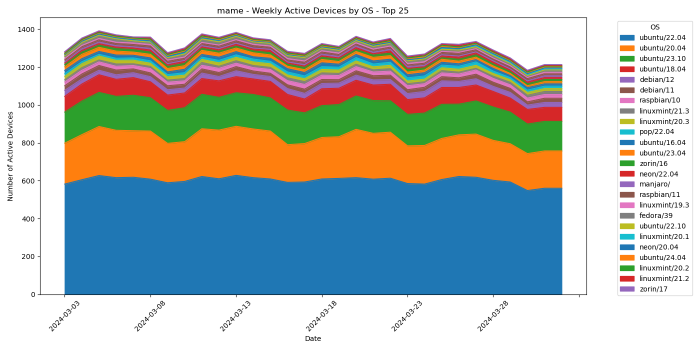 mame - Weekly Active Devices by OS - Top 25
Number of Active Devices
1400
1200
1000
800
600
400
200
0
2024-03-03
2024-03-08
2024-03-13
2024-03-18
2024-03-23
2024-03-28
Date
OS
ubuntu/22.04
ubuntu/20.04
ubuntu/23.10
ubuntu/18.04
debian/12
debian/11
raspbian/10
linuxmint/21.3
linuxmint/20.3
pop/22.04
ubuntu/16.04
ubuntu/23.04
zorin/16
neon/22.04
manjaro/
raspbian/11
linuxmint/19.3
fedora/39
ubuntu/22.10
linuxmint/20.1
neon/20.04
ubuntu/24.04
linuxmint/20.2
linuxmint/21.2
zorin/17